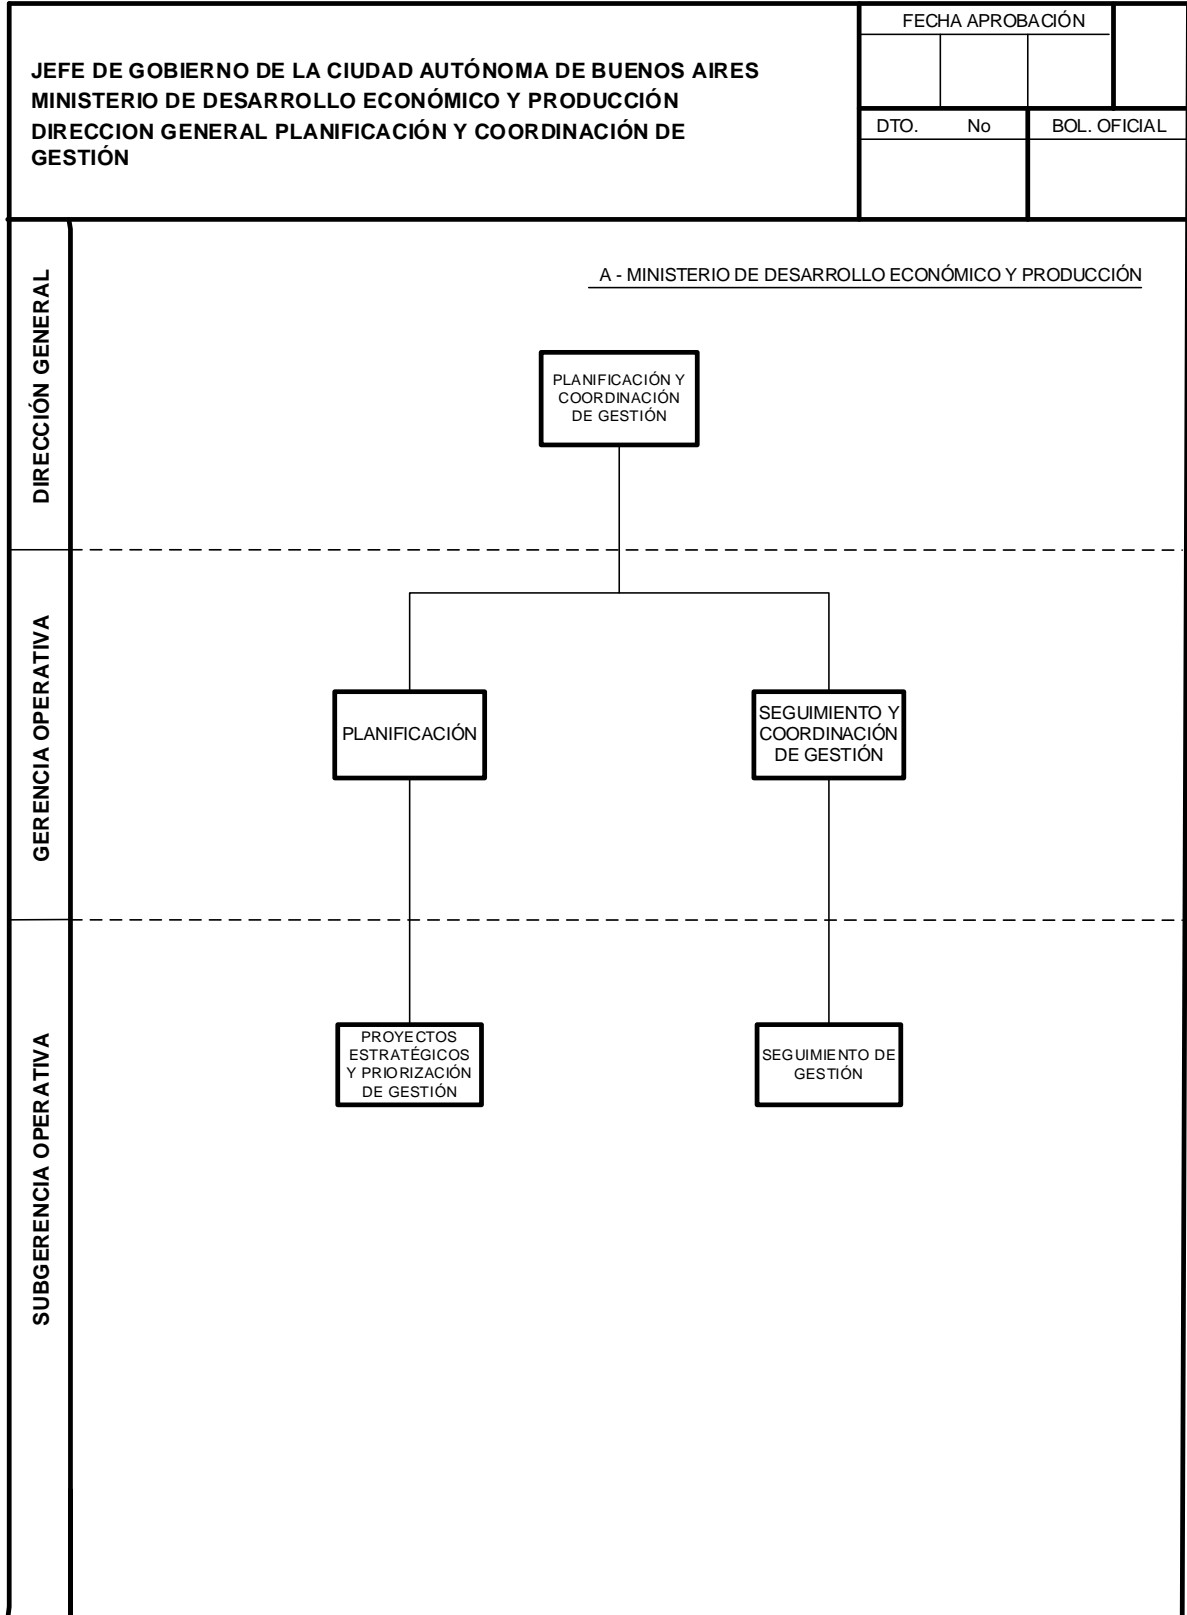 JEFE DE GOBIERNO DE LA CIUDAD AUTÓNOMA DE BUENOS AIRES
MINISTERIO DE DESARROLLO ECONÓMICO Y PRODUCCIÓN
DIRECCION GENERAL PLANIFICACIÓN Y COORDINACIÓN DE
GESTIÓN
FECHA APROBACIÓN
DTO. No
BOL. OFICIAL
DIRECCIÓN GENERAL
A - MINISTERIO DE DESARROLLO ECONÓMICO Y PRODUCCIÓN
PLANIFICACIÓN Y
COORDINACIÓN
DE GESTIÓN
GERENCIA OPERATIVA
PLANIFICACIÓN
SEGUIMIENTO Y
COORDINACIÓN
DE GESTIÓN
SUBGERENCIA OPERATIVA
PROYECTOS
ESTRATÉGICOS
Y PRIORIZACIÓN
DE GESTIÓN
SEGUIMIENTO DE
GESTIÓN